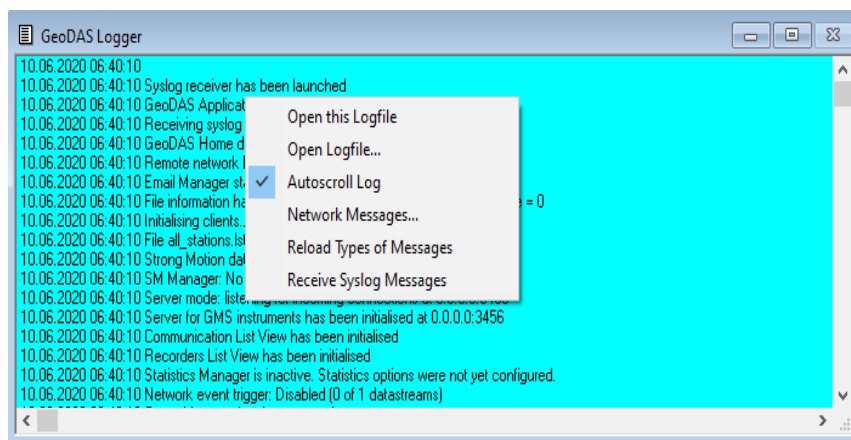 GeoDAS Logger
10.06.2020 06:40:10
10.06.2020 06:40:10 Syslog receiver has been launched
10.06.2020 06:40:10 GeoDAS
10.06.2020 06:40:10 Receiving syslog
10.06.2020 06:40:10 GeoDAS Home
10.06.2020 06:40:10 Remote network
10.06.2020 06:40:10 Email Manager
10.06.2020 06:40:10 File information = 0
10.06.2020 06:40:10 Initialising clients..
10.06.2020 06:40:10 File
10.06.2020 06:40:10 Strong Motion
10.06.2020 06:40:10 SM Manager: No
10.06.2020 06:40:10 Server mode:
10.06.2020 06:40:10 Server for GMS instruments has been initialised at 0.0.0.0:3456
10.06.2020 06:40:10 Communication List View has been initialised
10.06.2020 06:40:10 Recorders List View has been initialised
10.06.2020 06:40:10 Statistics Manager is inactive. Statistics options were not yet configured.
10.06.2020 06:40:10 Network event trigger: Disabled (0 of 1 datastreams)
Open this Logfile
Open Logfile...
Autoscroll Log
Network Messages...
Reload Types of Messages
Receive Syslog Messages